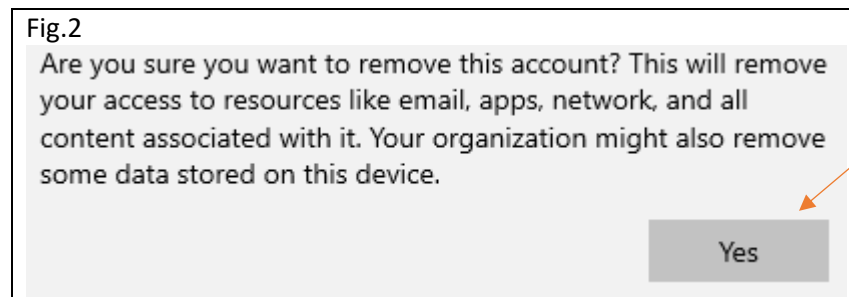 Fig.2
Are you sure you want to remove this account? This will remove
your access to resources like email, apps, network, and all
content associated with it. Your organization might also remove
some data stored on this device.
Yes